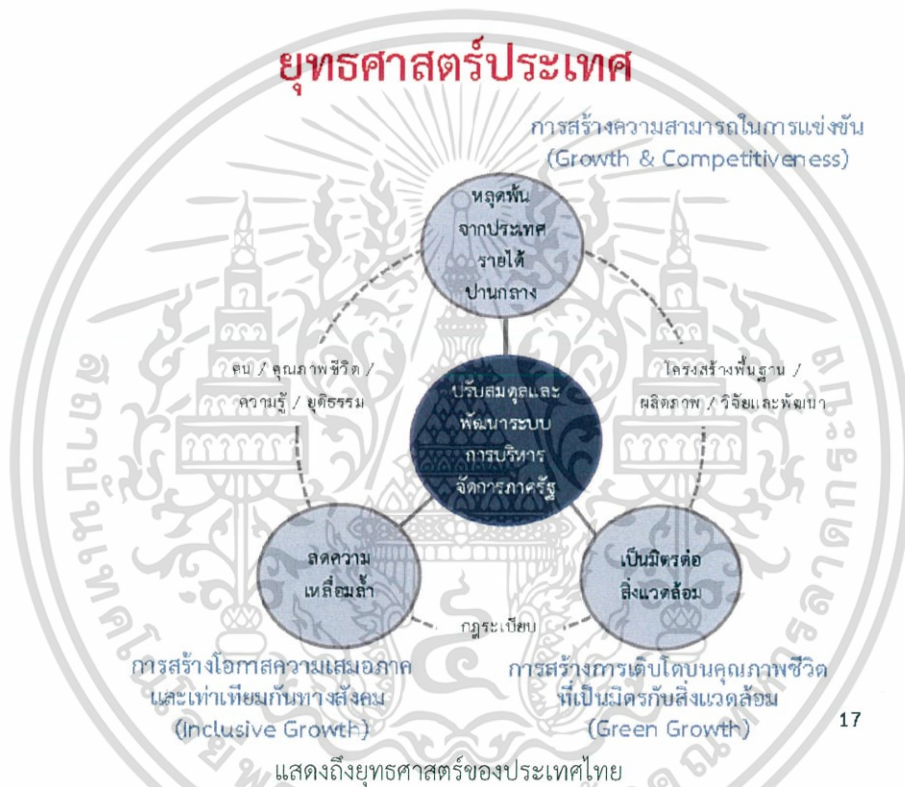 ยุทธศาสตร์ประเทศ
การสร้างความสามารถในการแข่งขัน
(Growth & Competitiveness)
หลุดพ้น
จากประเทศ
รายได้
ปานกลาง
คน / คุณภาพชีวิต /
ความรู้ / ยุติธรรม
โครงสร้างพื้นฐาน /
ผลิตภาพ / วิจัยและพัฒนา
ปรับสมดุลและ
พัฒนาระบบ
การบริหาร
จัดการภาครัฐ
ลดความ
เหลื่อมล้ำ
เป็นมิตรต่อ
สิ่งแวดล้อม
กฎระเบียบ
การสร้างโอกาสความเสมอภาค
และเท่าเทียมกันทางสังคม
(Inclusive Growth)
การสร้างการเติบโตบนคุณภาพชีวิต
ที่เป็นมิตรกับสิ่งแวดล้อม
(Green Growth)
17
แสดงถึงยุทธศาสตร์ของประเทศไทย